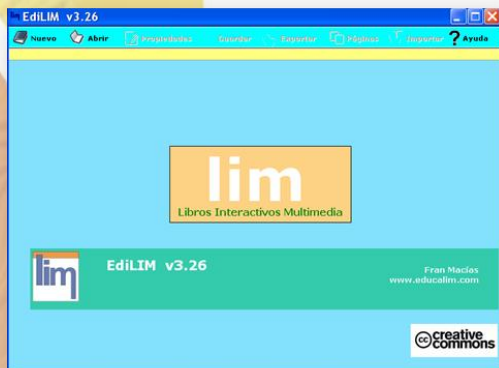 EdiLIM v3.26
Nuevo Abrir Propiedades Guardar Exportar Páginas Importar ? Ayuda
lim
Libros Interactivos Multimedia
lim
EdiLIM v3.26
Fran Macías
www.educalim.com
cc creative commons